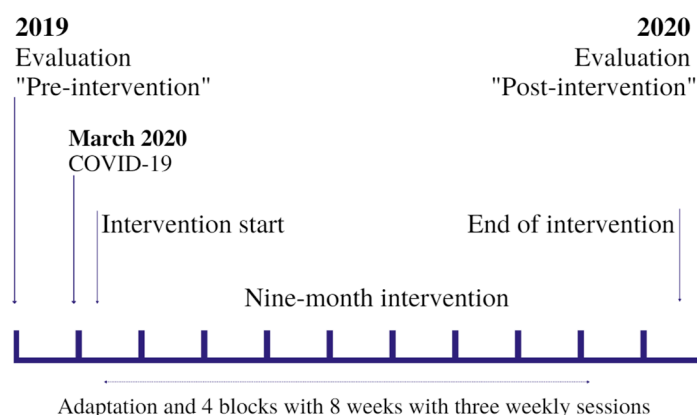 2019
Evaluation
"Pre-intervention"
2020
Evaluation
"Post-intervention"
March 2020
COVID-19
Intervention start
End of intervention
Nine-month intervention
Adaptation and 4 blocks with 8 weeks with three weekly sessions